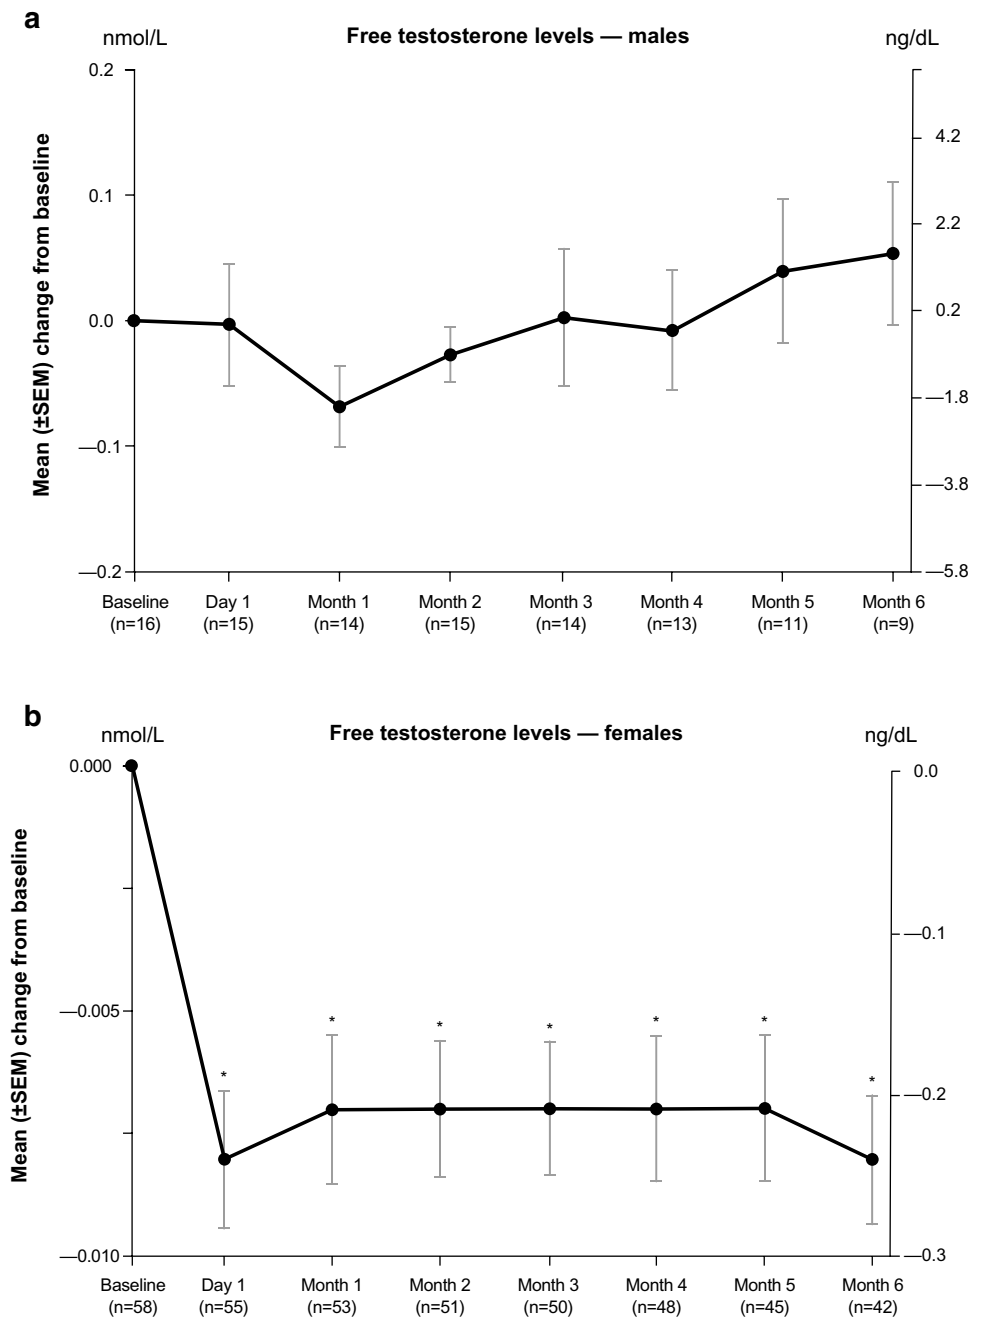 a
nmol/L
Free testosterone levels — males
ng/dL
Mean (±SEM) change from baseline
0.2
0.1
0.0
—0.1
—0.2
4.2
2.2
0.2
—1.8
—3.8
—5.8
Baseline Day 1 Month 1 Month 2 Month 3 Month 4 Month 5 Month 6
(n=16) (n=15) (n=14) (n=15) (n=14) (n=13) (n=11) (n=9)
b
nmol/L
Free testosterone levels — females
ng/dL
Mean (±SEM) change from baseline
0.000
—0.005
—0.010
0.0
—0.1
—0.2
—0.3
* * * * * * *
Baseline Day 1 Month 1 Month 2 Month 3 Month 4 Month 5 Month 6
(n=58) (n=55) (n=53) (n=51) (n=50) (n=48) (n=45) (n=42)